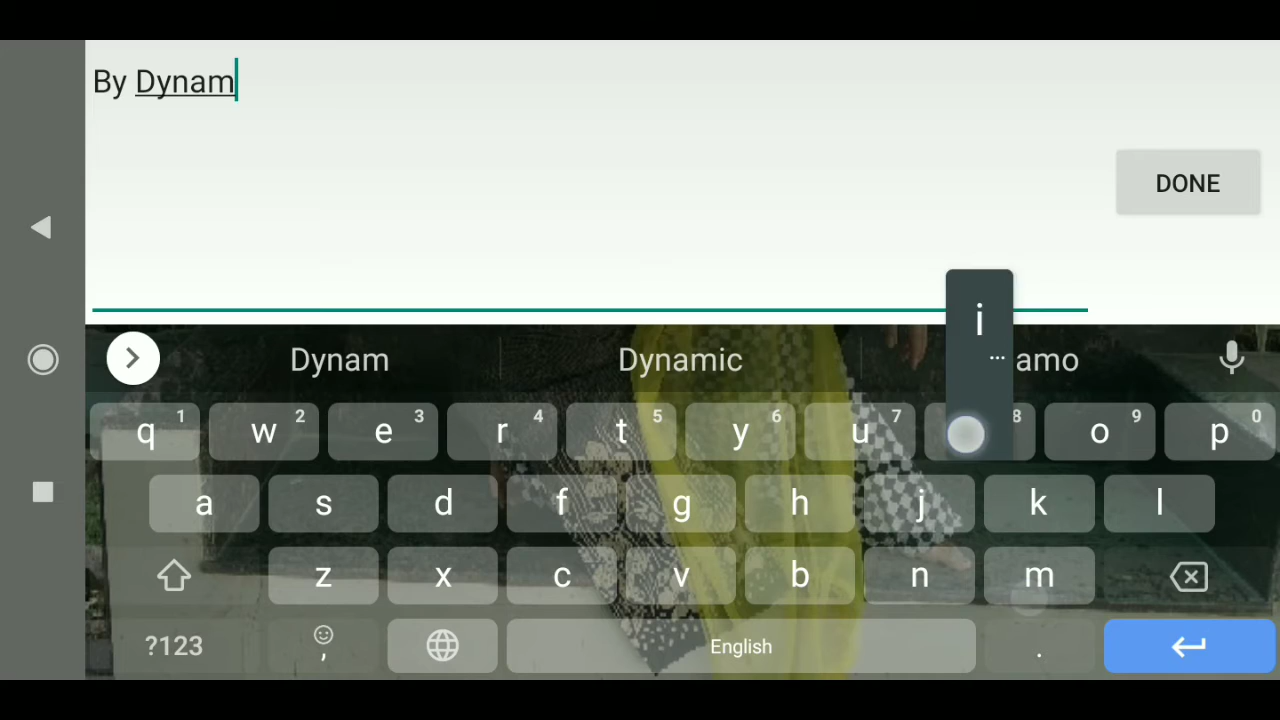 By Dynam
DONE
i
...
Dynam Dynamic amo
q 1 w 2 e 3 r 4 t 5 y 6 u 7 8 o 9 p 0
a s d f g h j k l
z x c v b n m
?123 , English .